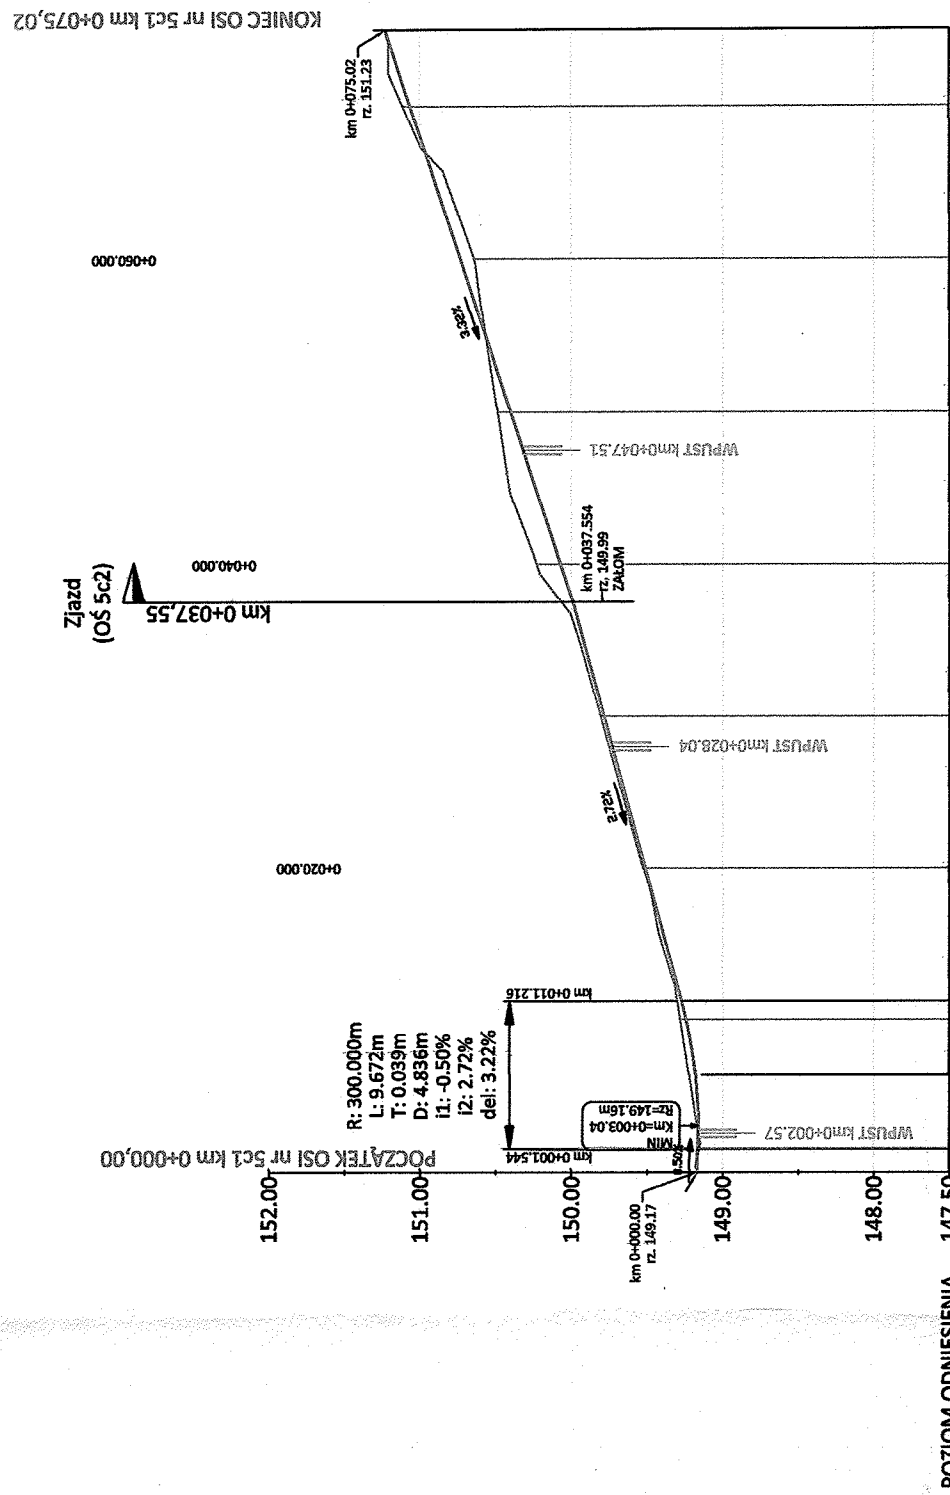 KONIEC OSI nr 5c1 km 0+075,02
km 0+075.02
rz. 151.23
0+060.000
3.32%
WPUST km0+047.51
Zjazd
(OŚ 5c2)
km 0+037,55
0+040.000
km 0+037.554
rz. 149.99
ZAŁOM
WPUST km0+028.04
2.72%
0+020.000
km 0+011.216
R: 300.000m
L: 9.672m
T: 0.039m
D: 4.836m
i1: -0.50%
i2: 2.72%
del: 3.22%
MIN
Km=0+003.04
Rz=149.16m
WPUST km0+002.57
km 0+001.544
POCZĄTEK OSI nr 5c1 km 0+000,00
km 0+000.00
rz. 149.17
152.00
151.00
150.00
149.00
148.00
147.50
POZIOM ODNIESIENIA